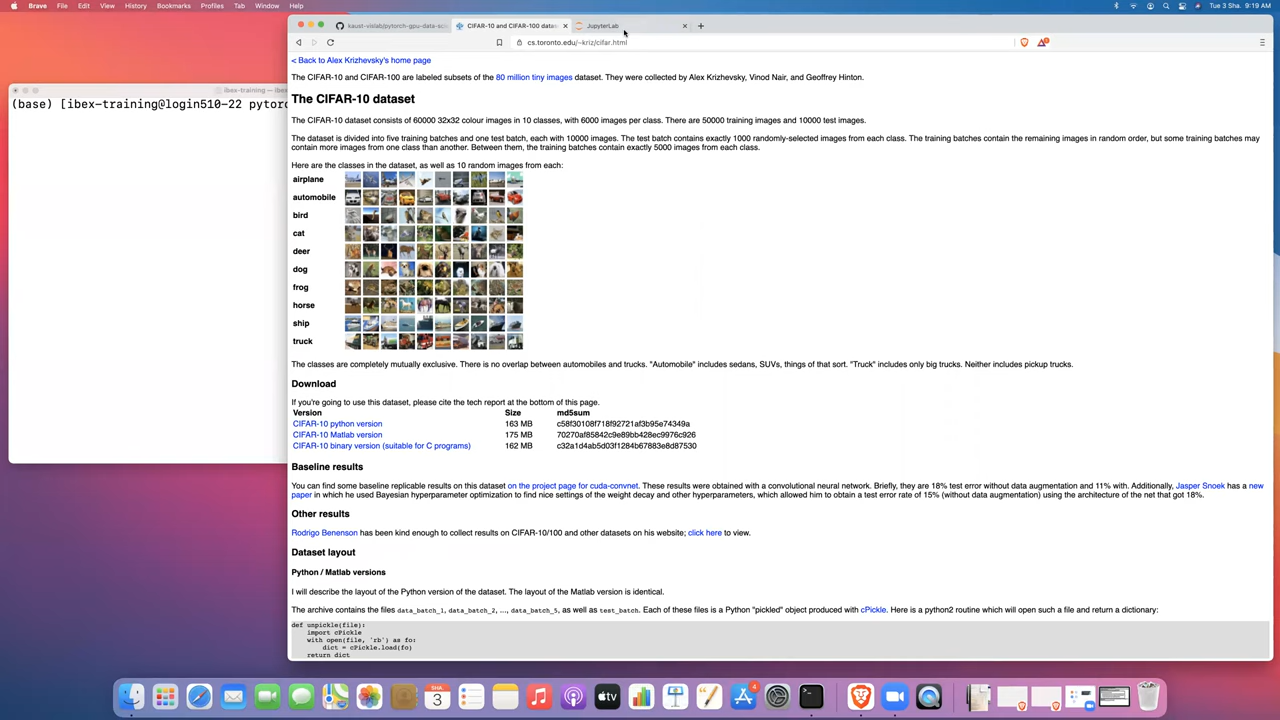 Brave File Edit View History Bookmarks Profiles Tab Window Help
Tue 3 Sha. 9:19 AM
kaust-vislab/pytorch-gpu-data-sc
CIFAR-10 and CIFAR-100 datas
JupyterLab
cs.toronto.edu/~kriz/cifar.html
ibex-training — ibex
(base) [ibex-training@login510-22 pytor
< Back to Alex Krizhevsky's home page
The CIFAR-10 and CIFAR-100 are labeled subsets of the 80 million tiny images dataset. They were collected by Alex Krizhevsky, Vinod Nair, and Geoffrey Hinton.
The CIFAR-10 dataset
The CIFAR-10 dataset consists of 60000 32x32 colour images in 10 classes, with 6000 images per class. There are 50000 training images and 10000 test images.
The dataset is divided into five training batches and one test batch, each with 10000 images. The test batch contains exactly 1000 randomly-selected images from each class. The training batches contain the remaining images in random order, but some training batches may
contain more images from one class than another. Between them, the training batches contain exactly 5000 images from each class.
Here are the classes in the dataset, as well as 10 random images from each:
airplane
automobile
bird
cat
deer
dog
frog
horse
ship
truck
The classes are completely mutually exclusive. There is no overlap between automobiles and trucks. "Automobile" includes sedans, SUVs, things of that sort. "Truck" includes only big trucks. Neither includes pickup trucks.
Download
If you're going to use this dataset, please cite the tech report at the bottom of this page.
Version Size md5sum
CIFAR-10 python version 163 MB c58f30108f718f92721af3b95e74349a
CIFAR-10 Matlab version 175 MB 70270af85842c9e89bb428ec9976c926
CIFAR-10 binary version (suitable for C programs) 162 MB c32a1d4ab5d03f1284b67883e8d87530
Baseline results
You can find some baseline replicable results on this dataset on the project page for cuda-convnet. These results were obtained with a convolutional neural network. Briefly, they are 18% test error without data augmentation and 11% with. Additionally, Jasper Snoek has a new
paper in which he used Bayesian hyperparameter optimization to find nice settings of the weight decay and other hyperparameters, which allowed him to obtain a test error rate of 15% (without data augmentation) using the architecture of the net that got 18%.
Other results
Rodrigo Benenson has been kind enough to collect results on CIFAR-10/100 and other datasets on his website; click here to view.
Dataset layout
Python / Matlab versions
I will describe the layout of the Python version of the dataset. The layout of the Matlab version is identical.
The archive contains the files data_batch_1, data_batch_2, ..., data_batch_5, as well as test_batch. Each of these files is a Python "pickled" object produced with cPickle. Here is a python2 routine which will open such a file and return a dictionary:
def unpickle(file):
import cPickle
with open(file, 'rb') as fo:
dict = cPickle.load(fo)
return dict
SHA.
3
tv
4